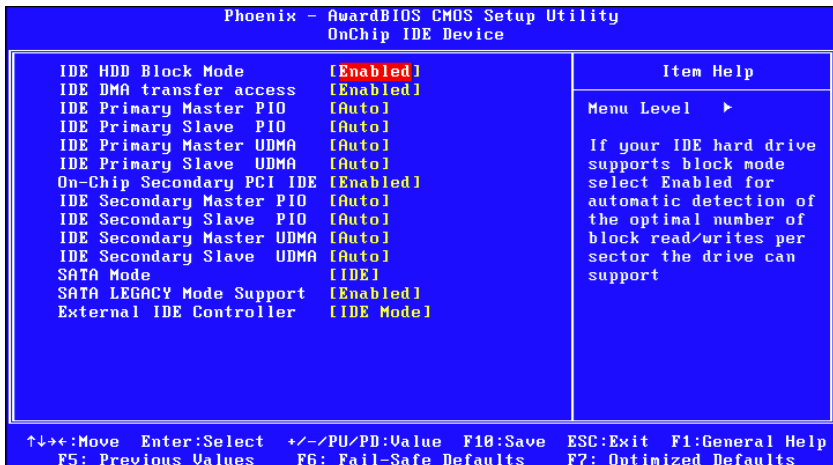 Phoenix - AwardBIOS CMOS Setup Utility
OnChip IDE Device
IDE HDD Block Mode [Enabled]
IDE DMA transfer access [Enabled]
IDE Primary Master PIO [Auto]
IDE Primary Slave PIO [Auto]
IDE Primary Master UDMA [Auto]
IDE Primary Slave UDMA [Auto]
On-Chip Secondary PCI IDE [Enabled]
IDE Secondary Master PIO [Auto]
IDE Secondary Slave PIO [Auto]
IDE Secondary Master UDMA [Auto]
IDE Secondary Slave UDMA [Auto]
SATA Mode [IDE]
SATA LEGACY Mode Support [Enabled]
External IDE Controller [IDE Mode]
Item Help
Menu Level ►
If your IDE hard drive
supports block mode
select Enabled for
automatic detection of
the optimal number of
block read/writes per
sector the drive can
support
↑↓→←:Move Enter:Select +/-/PU/PD:Value F10:Save ESC:Exit F1:General Help
F5: Previous Values F6: Fail-Safe Defaults F7: Optimized Defaults